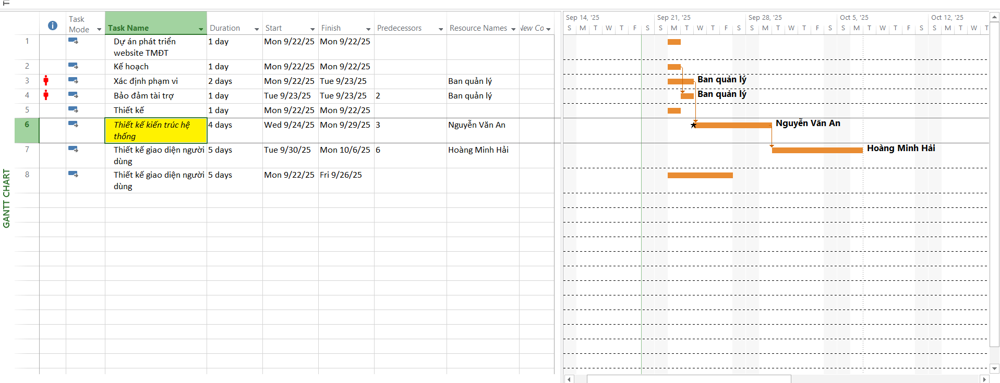 Task Mode
Task Name
Duration
Start
Finish
Predecessors
Resource Names
New Co
Sep 14, '25
Sep 21, '25
Sep 28, '25
Oct 5, '25
Oct 12, '25
S M T W T F S S M T W T F S S M T W T F S S M T W T F S S M T W T
1
Dự án phát triển
website TMĐT
1 day
Mon 9/22/25
Mon 9/22/25
2
Kế hoạch
1 day
Mon 9/22/25
Mon 9/22/25
3
Xác định phạm vi
2 days
Mon 9/22/25
Tue 9/23/25
Ban quản lý
Ban quản lý
4
Bảo đảm tài trợ
1 day
Tue 9/23/25
Tue 9/23/25
2
Ban quản lý
Ban quản lý
5
Thiết kế
1 day
Mon 9/22/25
Mon 9/22/25
6
Thiết kế kiến trúc hệ
thống
4 days
Wed 9/24/25
Mon 9/29/25
3
Nguyễn Văn An
Nguyễn Văn An
7
Thiết kế giao diện người
dùng
5 days
Tue 9/30/25
Mon 10/6/25
6
Hoàng Minh Hải
Hoàng Minh Hải
8
Thiết kế giao diện người
dùng
5 days
Mon 9/22/25
Fri 9/26/25
GANTT CHART